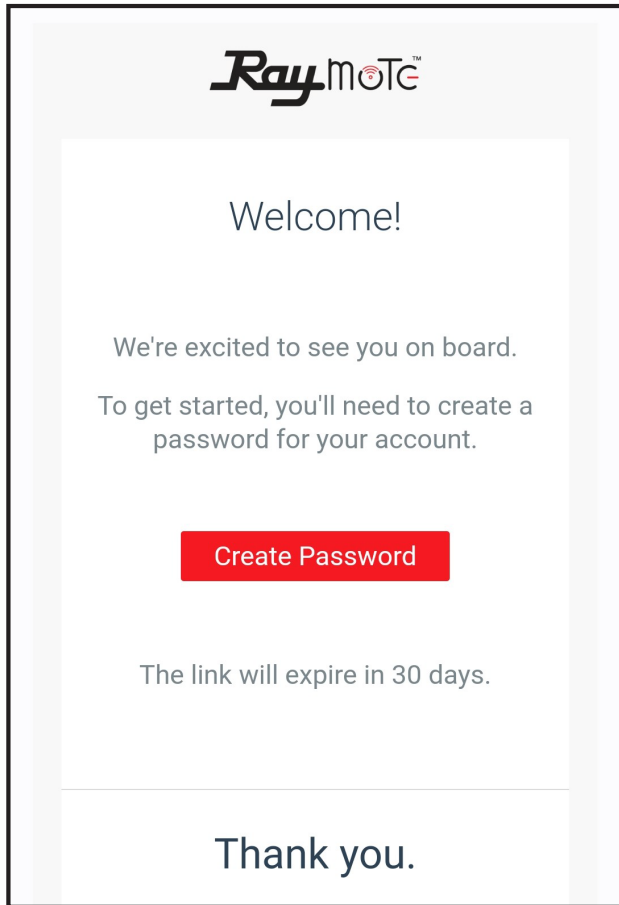 Raymote™
Welcome!
We're excited to see you on board.
To get started, you'll need to create a
password for your account.
Create Password
The link will expire in 30 days.
Thank you.